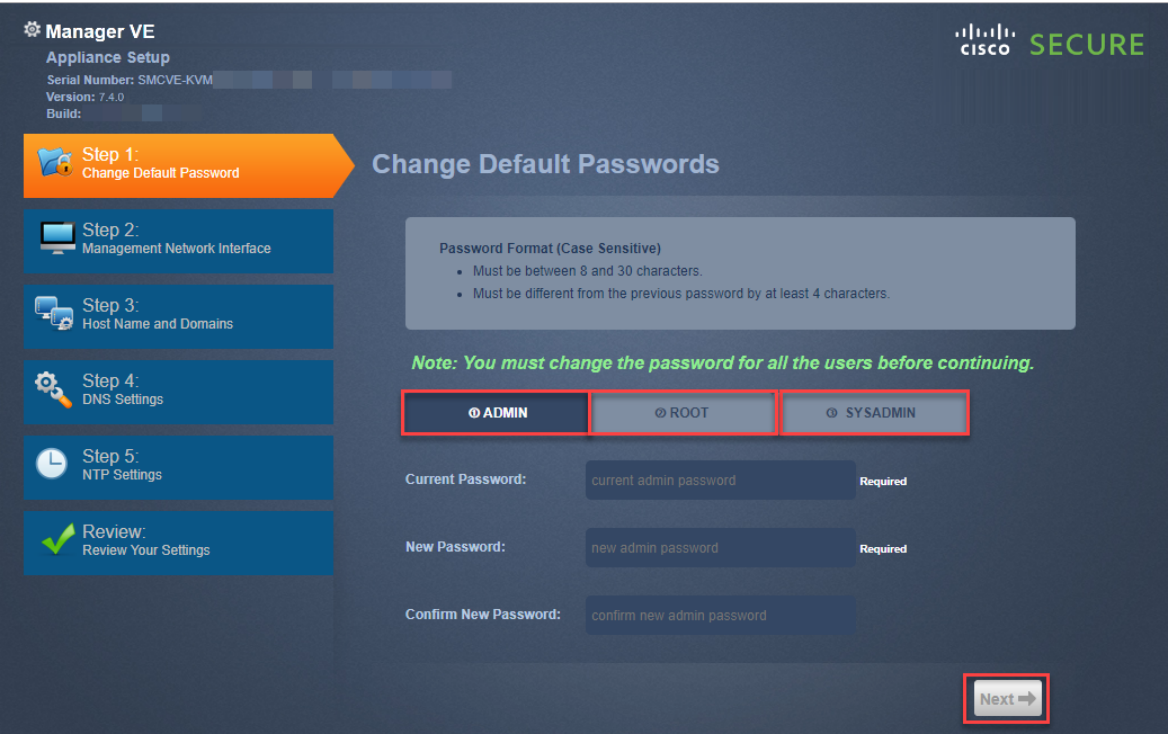 Manager VE
Appliance Setup
Serial Number: SMCVE-KVM
Version: 7.4.0
Build:
CISCO SECURE
Step 1:
Change Default Password
Step 2:
Management Network Interface
Step 3:
Host Name and Domains
Step 4:
DNS Settings
Step 5:
NTP Settings
Review:
Review Your Settings
Change Default Passwords
Password Format (Case Sensitive)
• Must be between 8 and 30 characters.
• Must be different from the previous password by at least 4 characters.
Note: You must change the password for all the users before continuing.
① ADMIN ② ROOT ③ SYSADMIN
Current Password: current admin password Required
New Password: new admin password Required
Confirm New Password: confirm new admin password
Next